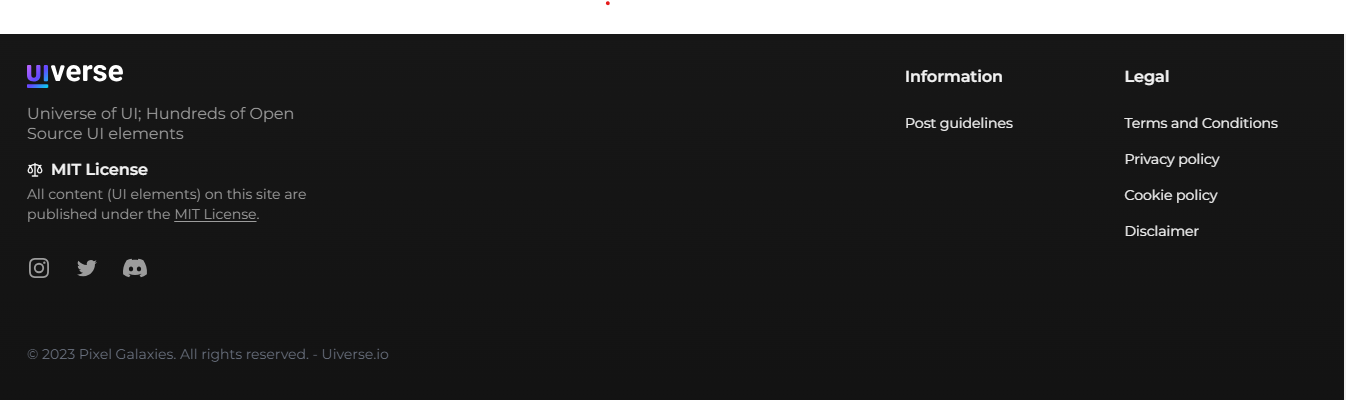 uiverse
Universe of UI; Hundreds of Open
Source UI elements
MIT License
All content (UI elements) on this site are
published under the MIT License.
Information
Post guidelines
Legal
Terms and Conditions
Privacy policy
Cookie policy
Disclaimer
© 2023 Pixel Galaxies. All rights reserved. - Uiverse.io